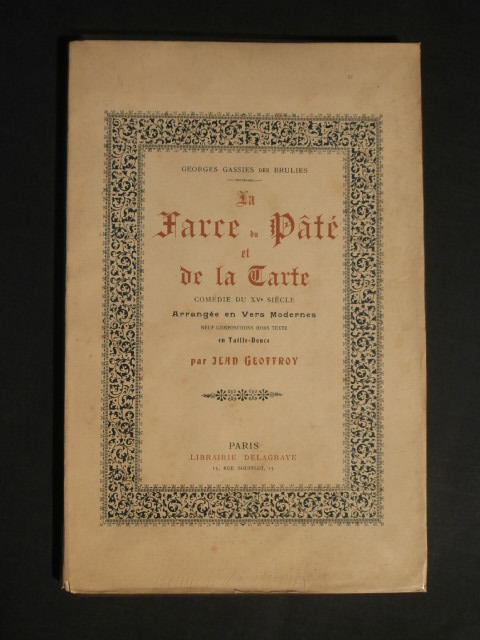 GEORGES GASSIES DES BRULIES
La
Farce du Pâté
et
de la Tarte
COMÉDIE DU XVe SIÈCLE
Arrangée en Vers Modernes
NEUF COMPOSITIONS HORS TEXTE
en Taille-Douce
par JEAN GEOFFROY
PARIS
LIBRAIRIE DELAGRAVE
15, RUE SOUFFLOT, 15